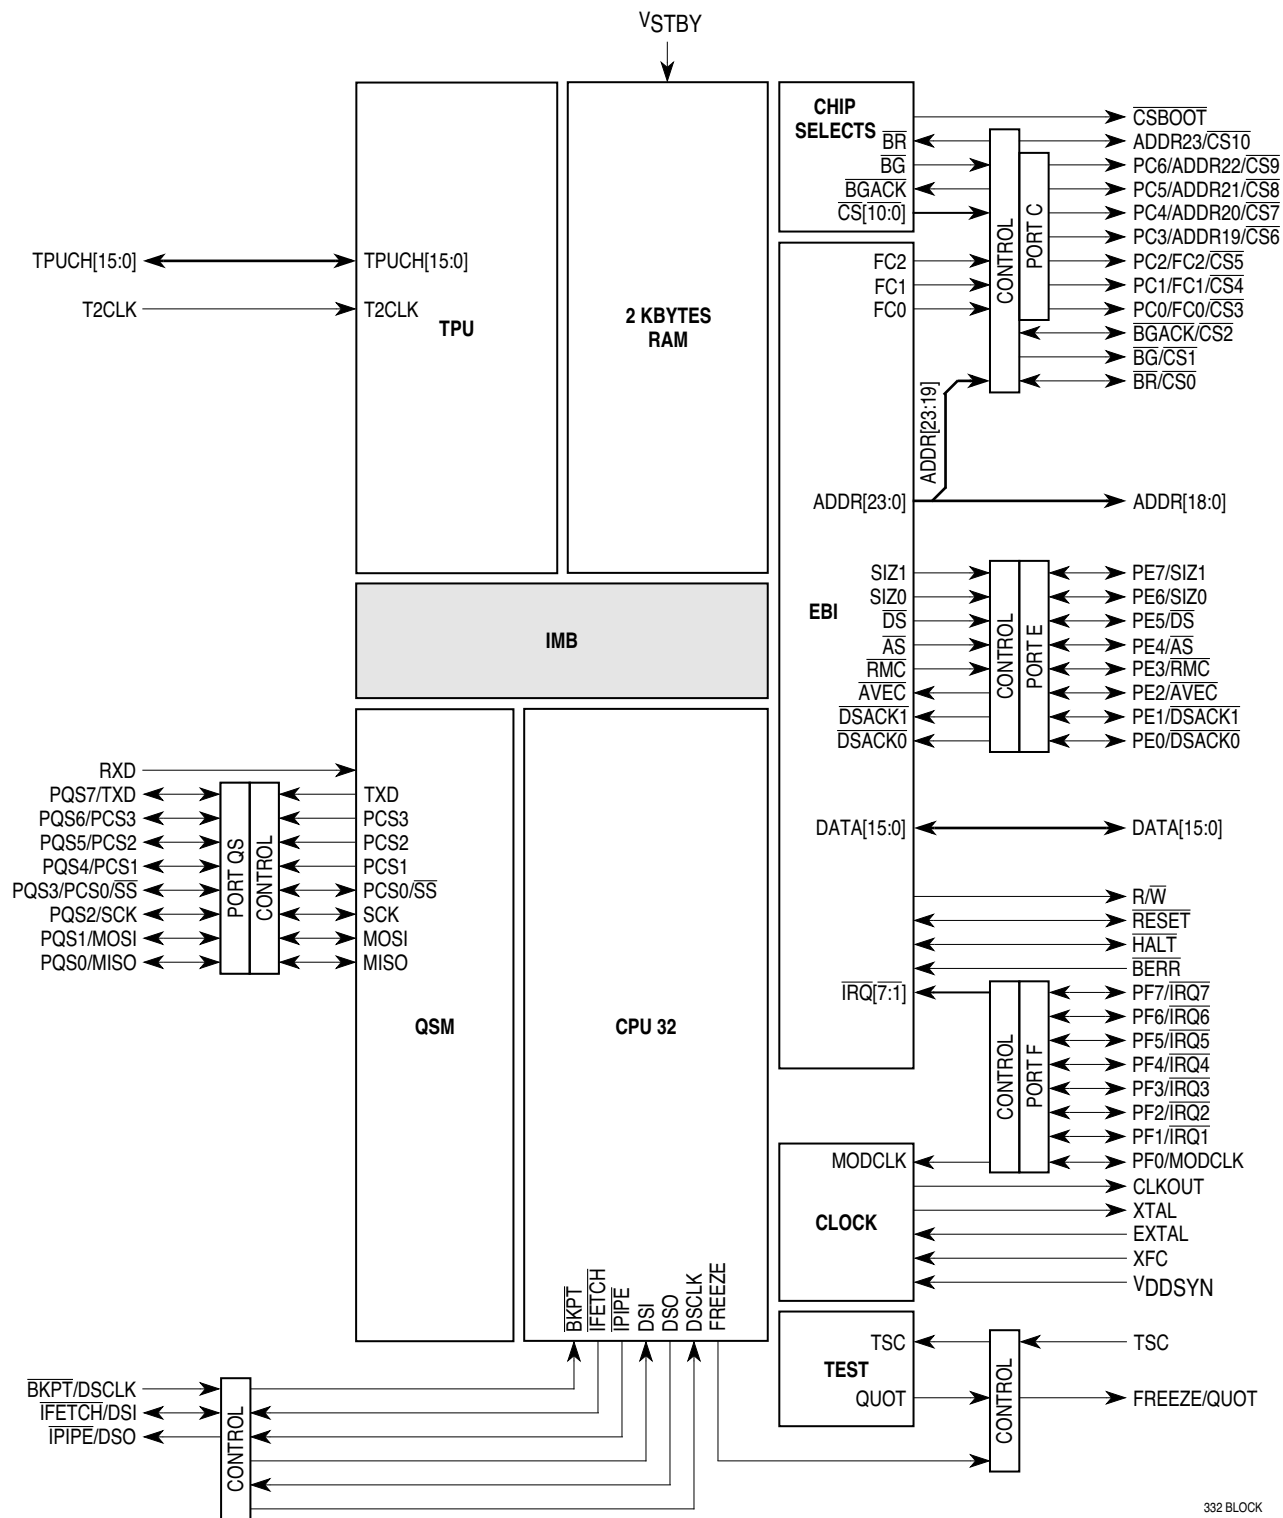 VSTBY
CHIP
SELECTS
BR
BG
BGACK
CS[10:0]
CONTROL
PORT C
CSBOOT
ADDR23/CS10
PC6/ADDR22/CS9
PC5/ADDR21/CS8
PC4/ADDR20/CS7
PC3/ADDR19/CS6
PC2/FC2/CS5
PC1/FC1/CS4
PC0/FC0/CS3
BGACK/CS2
BG/CS1
BR/CS0
TPUCH[15:0]
T2CLK
TPUCH[15:0]
T2CLK
TPU
2 KBYTES
RAM
FC2
FC1
FC0
ADDR[23:19]
ADDR[23:0]
ADDR[18:0]
EBI
SIZ1
SIZ0
DS
AS
RMC
AVEC
DSACK1
DSACK0
CONTROL
PORT E
PE7/SIZ1
PE6/SIZ0
PE5/DS
PE4/AS
PE3/RMC
PE2/AVEC
PE1/DSACK1
PE0/DSACK0
IMB
RXD
PQS7/TXD
PQS6/PCS3
PQS5/PCS2
PQS4/PCS1
PQS3/PCS0/SS
PQS2/SCK
PQS1/MOSI
PQS0/MISO
PORT QS
CONTROL
TXD
PCS3
PCS2
PCS1
PCS0/SS
SCK
MOSI
MISO
QSM
CPU 32
DATA[15:0]
DATA[15:0]
R/W
RESET
HALT
BERR
IRQ[7:1]
CONTROL
PORT F
PF7/IRQ7
PF6/IRQ6
PF5/IRQ5
PF4/IRQ4
PF3/IRQ3
PF2/IRQ2
PF1/IRQ1
PF0/MODCLK
MODCLK
CLOCK
CLKOUT
XTAL
EXTAL
XFC
VDDSYN
BKPT
IFETCH
IPIPE
DSI
DSO
DSCLK
FREEZE
TSC
TEST
QUOT
CONTROL
TSC
FREEZE/QUOT
BKPT/DSCLK
IFETCH/DSI
IPIPE/DSO
CONTROL
332 BLOCK